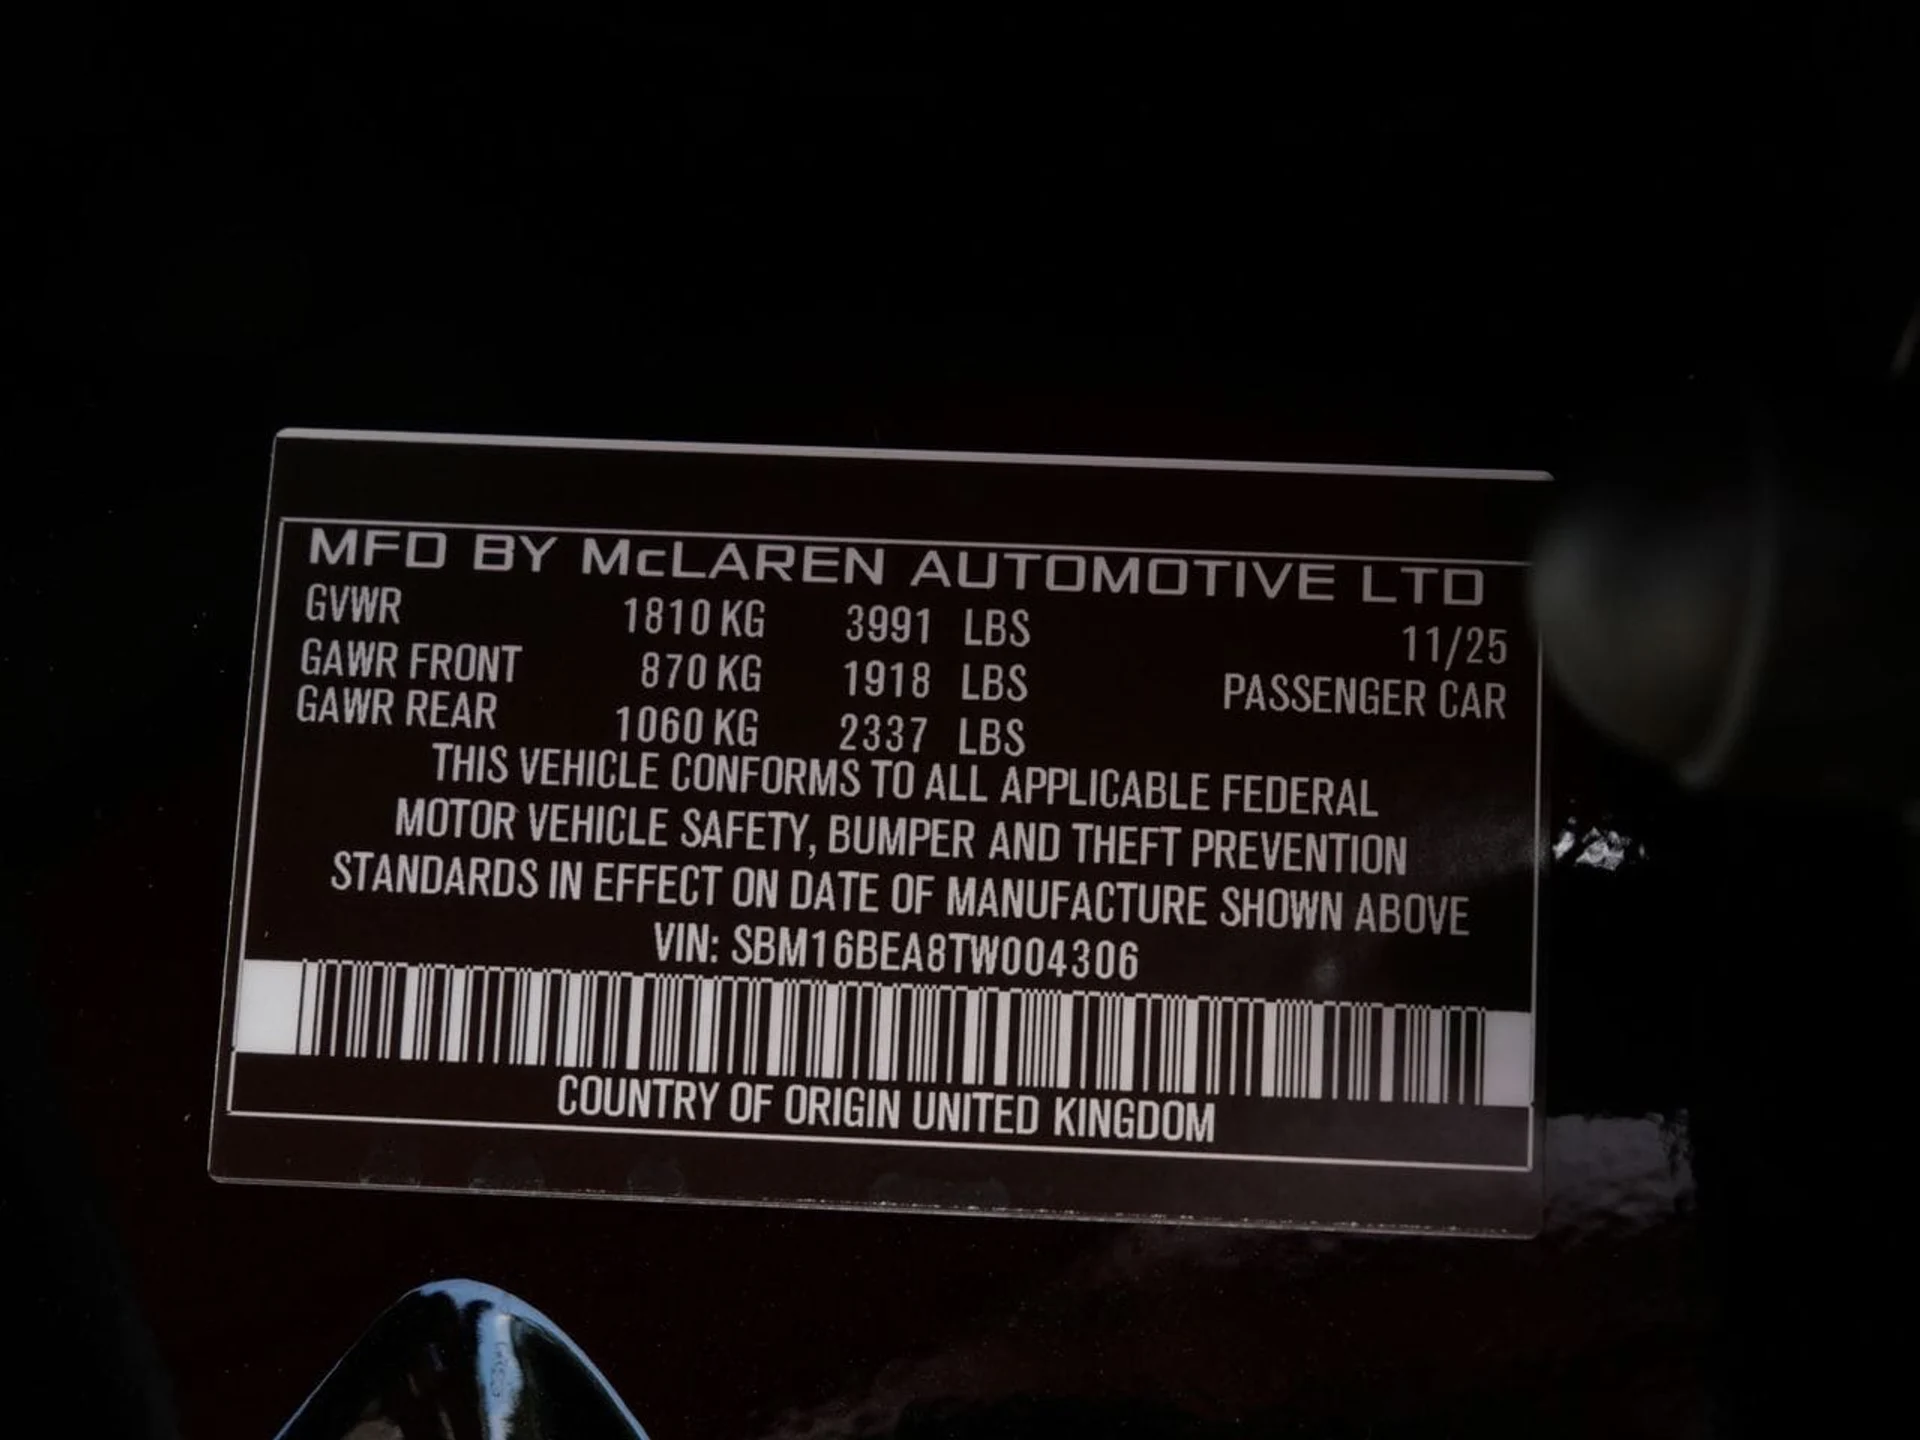 MFD BY McLAREN AUTOMOTIVE LTD
GVWR 1810 KG 3991 LBS 11/25
GAWR FRONT 870 KG 1918 LBS PASSENGER CAR
GAWR REAR 1060 KG 2337 LBS
THIS VEHICLE CONFORMS TO ALL APPLICABLE FEDERAL
MOTOR VEHICLE SAFETY, BUMPER AND THEFT PREVENTION
STANDARDS IN EFFECT ON DATE OF MANUFACTURE SHOWN ABOVE
VIN: SBM16BEA8TW004306
COUNTRY OF ORIGIN UNITED KINGDOM